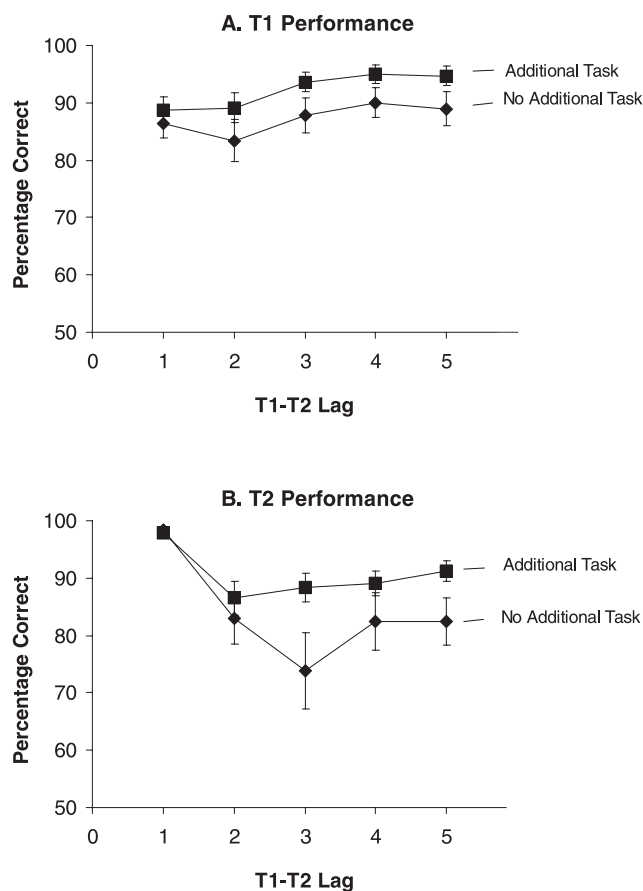 A. T1 Performance
100
90
80
70
60
50
Percentage Correct
Additional Task
No Additional Task
0 1 2 3 4 5
T1-T2 Lag
B. T2 Performance
100
90
80
70
60
50
Percentage Correct
Additional Task
No Additional Task
0 1 2 3 4 5
T1-T2 Lag